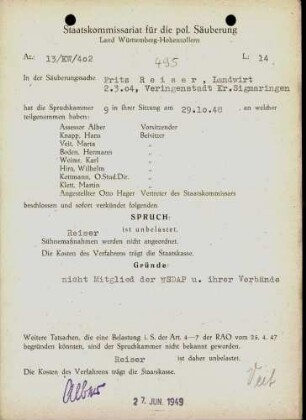 Staatskommissariat für die pol. Säuberung
Land Württemberg-Hohenzollern
Az. 13/KR/402
495
L: 14
In der Säuberungssache Fritz Reiser, Landwirt
2.3.04, Veringenstadt Kr.Sigmaringen
hat die Spruchkammer 9 in ihrer Sitzung am 29.10.48 , an welcher
teilgenommen haben:
Assessor Alber Vorsitzender
Knapp, Hans Beisitzer
Veit, Marta "
Boden, Hermann "
Weine, Karl "
Hirn, Wilhelm "
Kottmann, O.Stud.Dir. "
Klett, Martin "
Angestellter Otto Hager Vertreter des Staatskommissars
beschlossen und sofort verkündet folgenden
SPRUCH:
Reiser ist unbelastet.
Sühnemaßnahmen werden nicht angeordnet.
Die Kosten des Verfahrens trägt die Staatskasse.
Gründe:
nicht Mitglied der NSDAP u. ihrer Verbände
Weitere Tatsachen, die eine Belastung i. S. der Art. 4—7 der RAO vom 25. 4. 47
begründen könnten, sind der Spruchkammer nicht bekannt geworden.
Reiser ist daher unbelastet.
Die Kosten des Verfahrens trägt die Staatskasse.
Alber
Veit
27. JUNI 1949